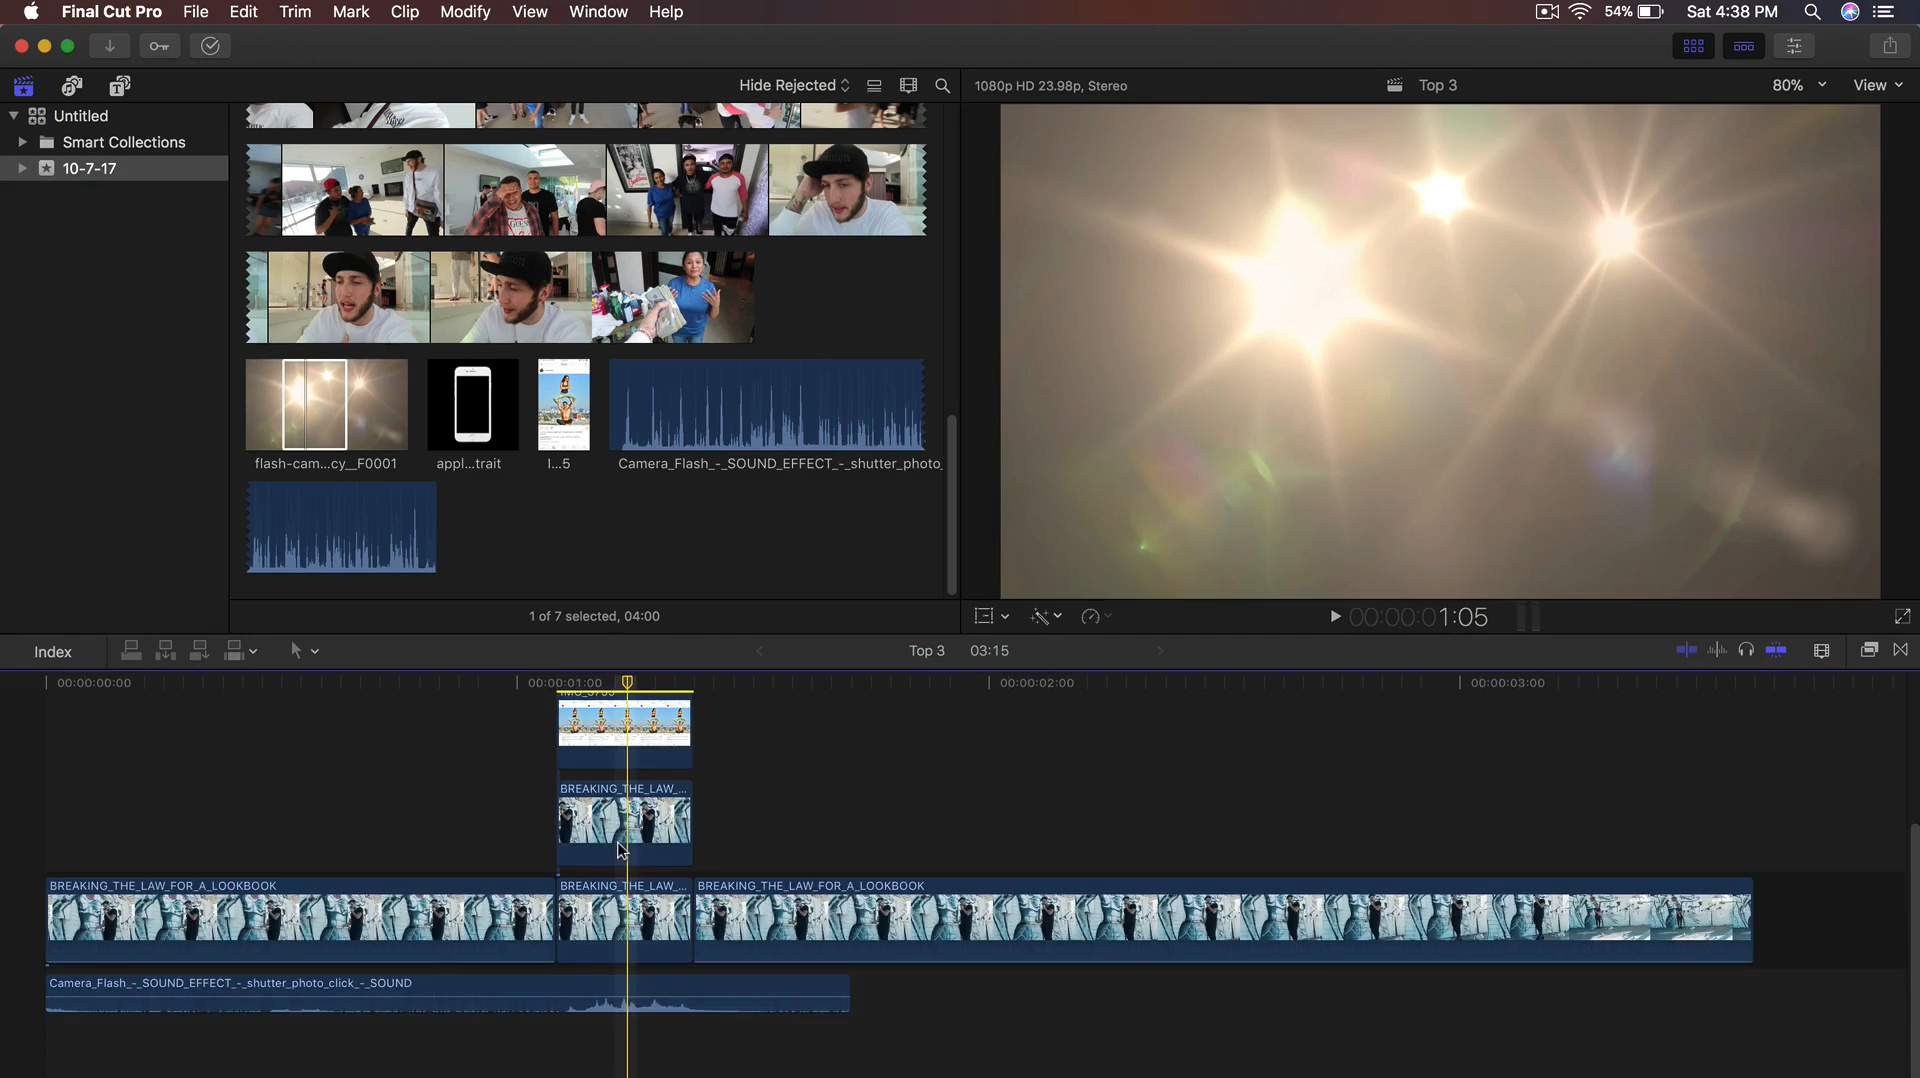 Final Cut Pro File Edit Trim Mark Clip Modify View Window Help 54% Sat 4:38 PM
Hide Rejected 1080p HD 23.98p, Stereo Top 3 80% View
Untitled
Smart Collections
10-7-17
Why?
flash-cam...cy__F0001 appl...trait I...5 Camera_Flash_-_SOUND_EFFECT_-_shutter_photo_
1 of 7 selected, 04:00
00:00:01:05
Index Top 3 03:15
00:00:00:00 00:00:01:00 00:00:02:00 00:00:03:00
BREAKING_THE_LAW_...
BREAKING_THE_LAW_FOR_A_LOOKBOOK BREAKING_THE_LAW_... BREAKING_THE_LAW_FOR_A_LOOKBOOK
Camera_Flash_-_SOUND_EFFECT_-_shutter_photo_click_-_SOUND